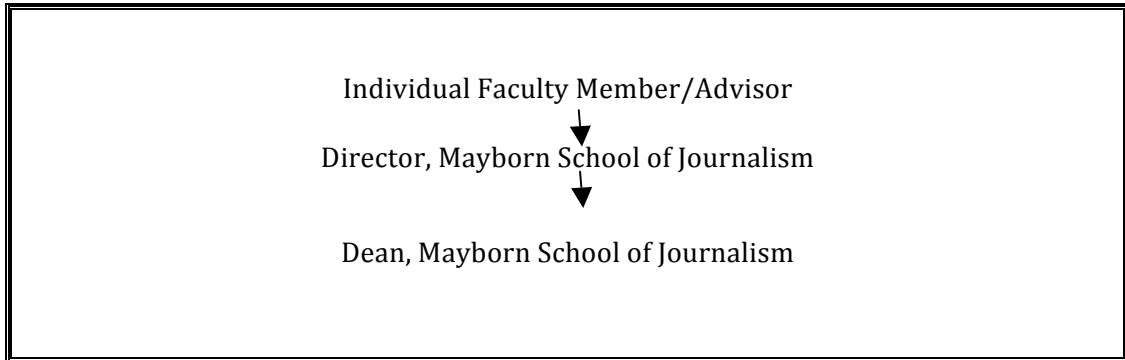 Individual Faculty Member/Advisor
Director, Mayborn School of Journalism
Dean, Mayborn School of Journalism